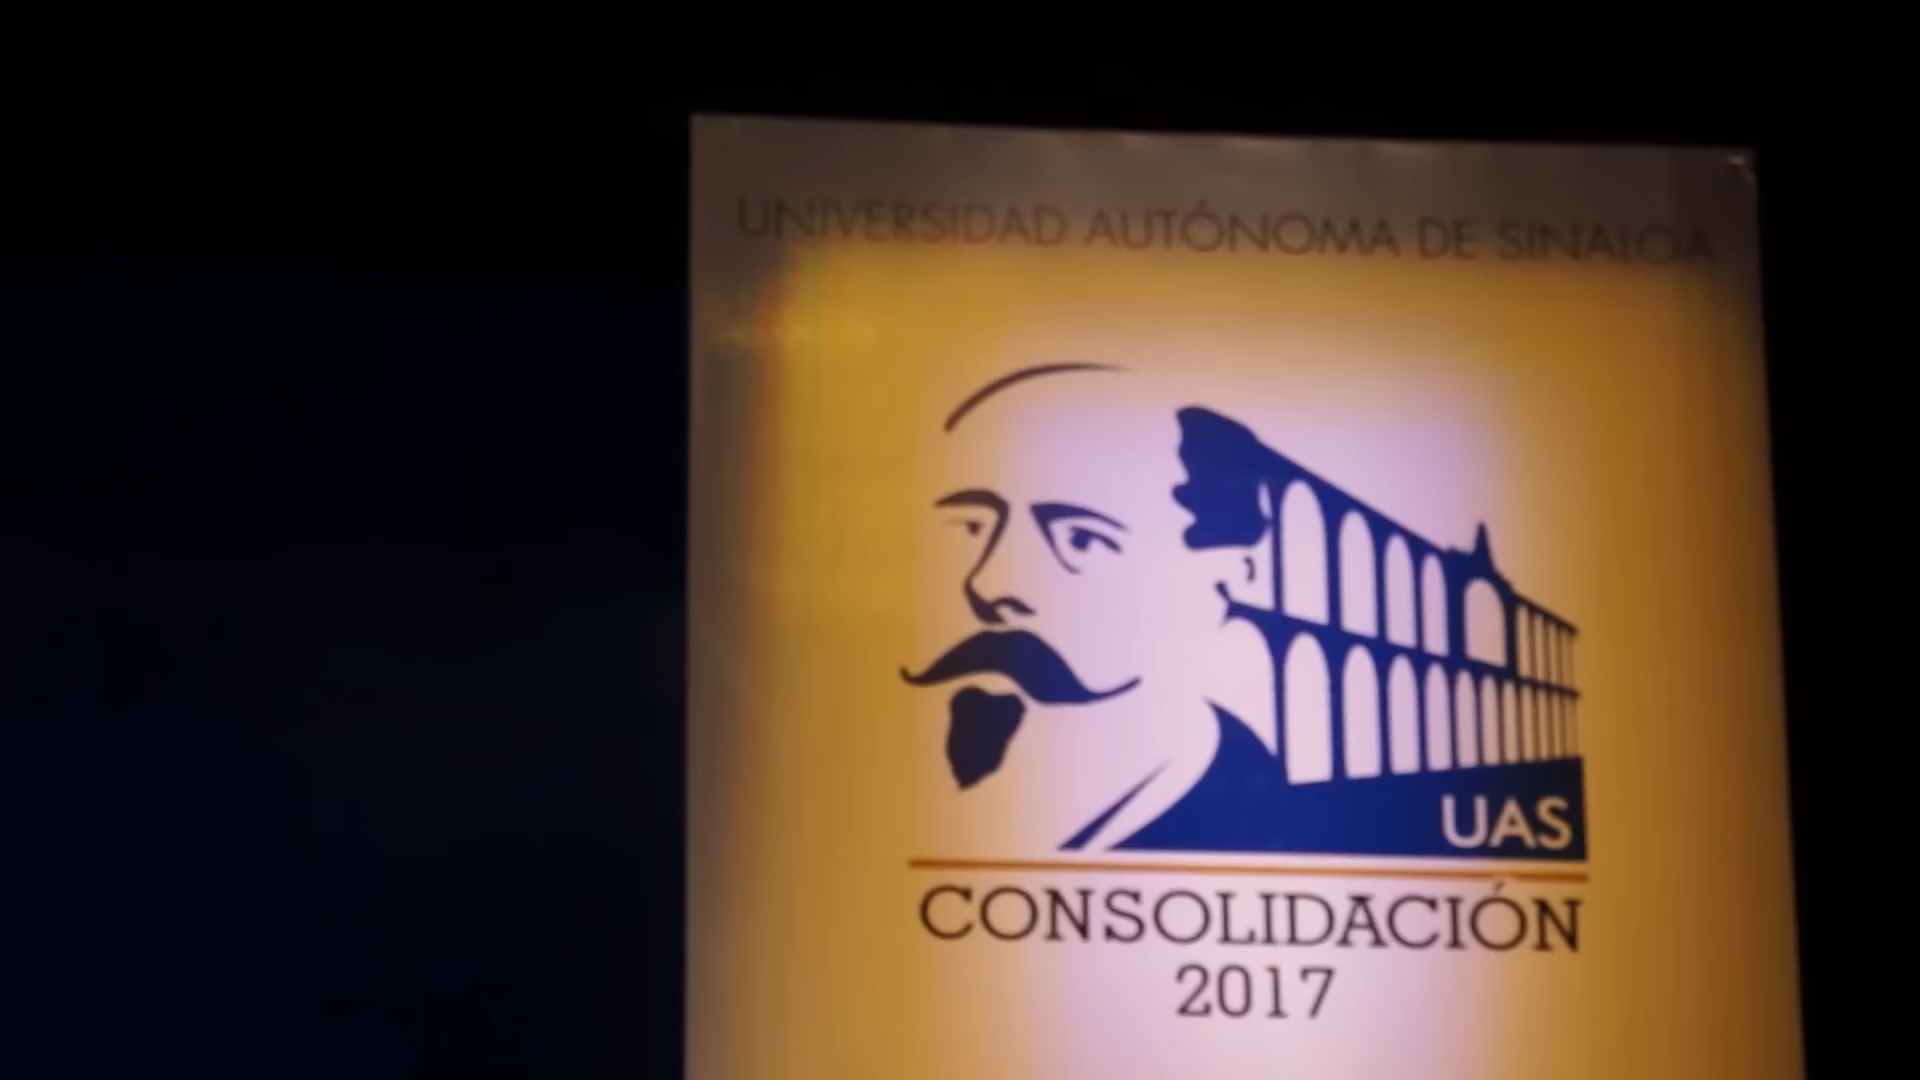 UNIVERSIDAD AUTÓNOMA DE SINALOA
UAS
CONSOLIDACIÓN
2017